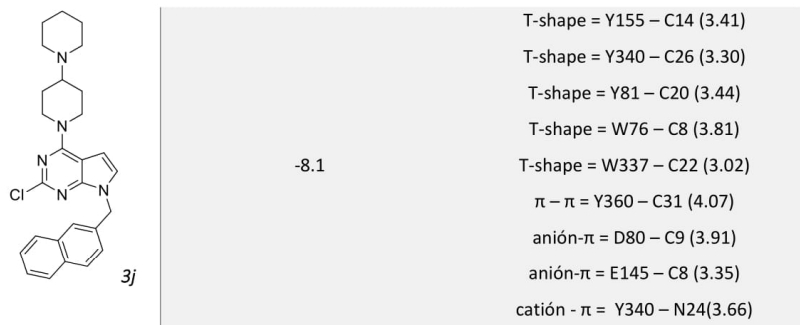 N
N
N
N
N
Cl
3j
-8.1
T-shape = Y155 – C14 (3.41)
T-shape = Y340 – C26 (3.30)
T-shape = Y81 – C20 (3.44)
T-shape = W76 – C8 (3.81)
T-shape = W337 – C22 (3.02)
π – π = Y360 – C31 (4.07)
anión-π = D80 – C9 (3.91)
anión-π = E145 – C8 (3.35)
catión - π = Y340 – N24(3.66)